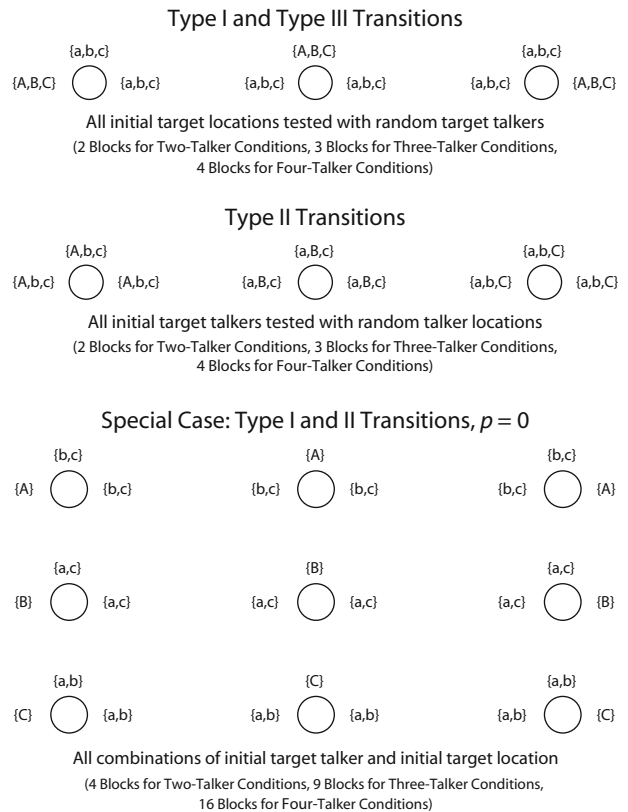 Type I and Type III Transitions
{a,b,c} {A,B,C} {a,b,c}
{A,B,C} {a,b,c} {a,b,c} {a,b,c} {a,b,c} {A,B,C}
All initial target locations tested with random target talkers
(2 Blocks for Two-Talker Conditions, 3 Blocks for Three-Talker Conditions,
4 Blocks for Four-Talker Conditions)
Type II Transitions
{A,b,c} {a,B,c} {a,b,C}
{A,b,c} {A,b,c} {a,B,c} {a,B,c} {a,b,C} {a,b,C}
All initial target talkers tested with random talker locations
(2 Blocks for Two-Talker Conditions, 3 Blocks for Three-Talker Conditions,
4 Blocks for Four-Talker Conditions)
Special Case: Type I and II Transitions, p = 0
{b,c} {A} {b,c}
{A} {b,c} {b,c} {b,c} {b,c} {A}
{a,c} {B} {a,c}
{B} {a,c} {a,c} {a,c} {a,c} {B}
{a,b} {C} {a,b}
{C} {a,b} {a,b} {a,b} {a,b} {C}
All combinations of initial target talker and initial target location
(4 Blocks for Two-Talker Conditions, 9 Blocks for Three-Talker Conditions,
16 Blocks for Four-Talker Conditions)